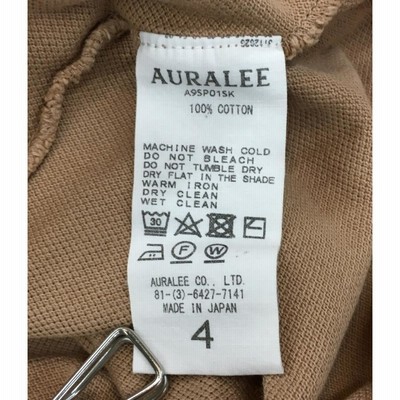 AURALEE
A9SP01SK
100% COTTON
MACHINE WASH COLD
DO NOT BLEACH
DO NOT TUMBLE DRY
DRY FLAT IN THE SHADE
WARM IRON
DRY CLEAN
WET CLEAN
30
F W
AURALEE CO., LTD.
81-(3)-6427-7141
MADE IN JAPAN
4